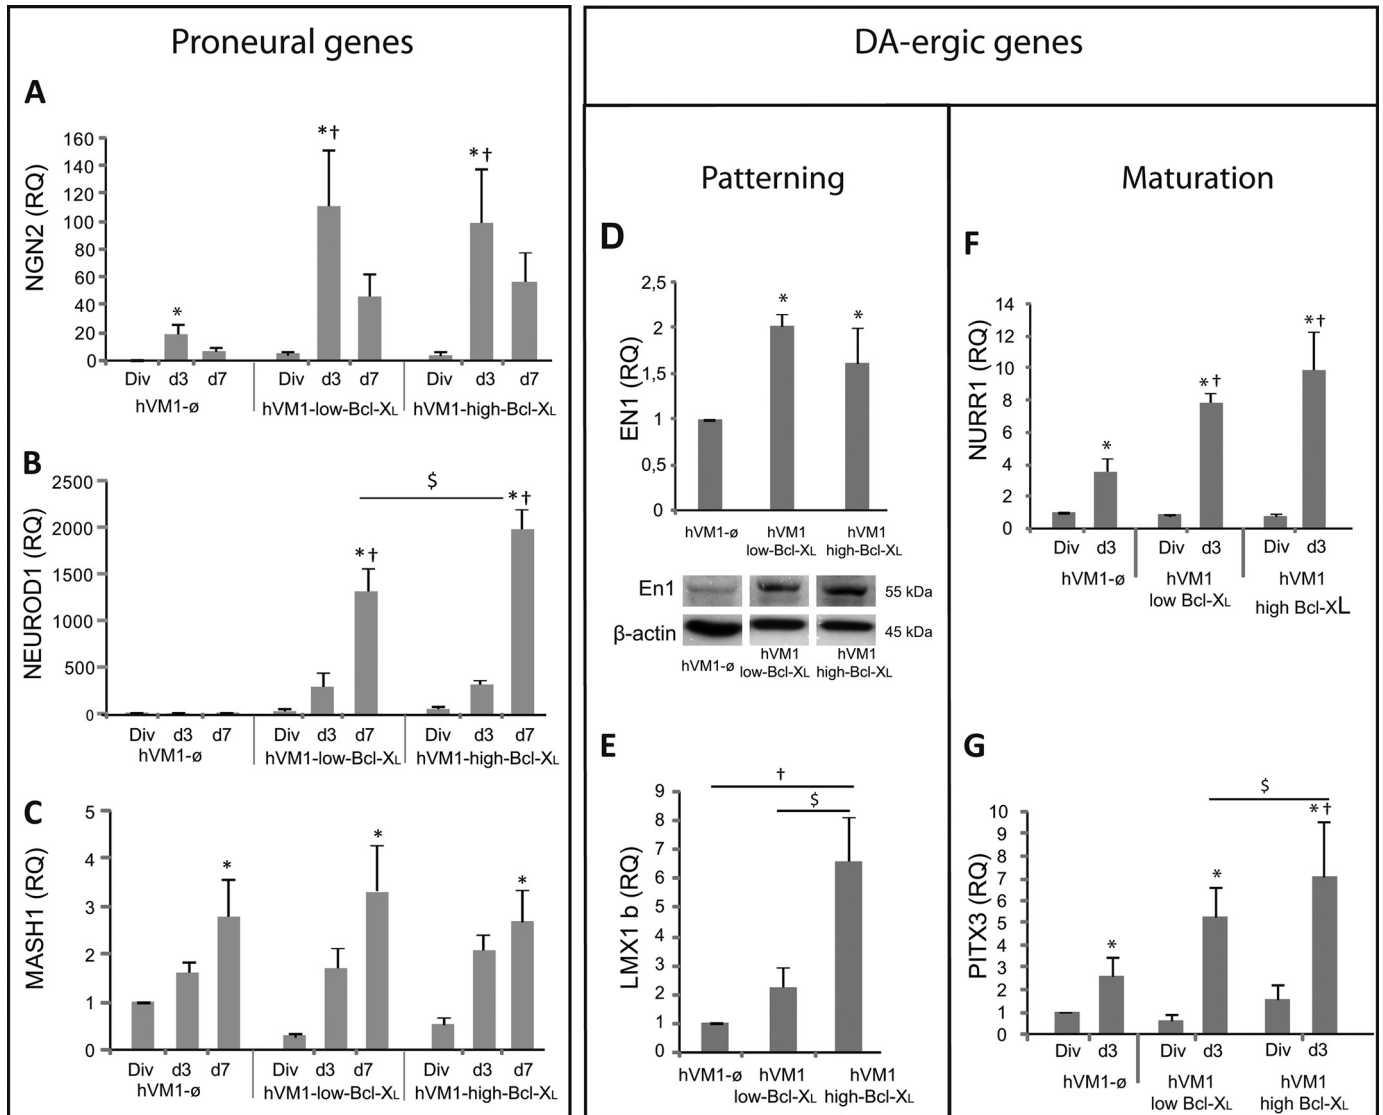 Proneural genes
DA-ergic genes
A
NGN2 (RQ)
160
140
120
100
80
60
40
20
0
*
*†
*†
Div d3 d7 Div d3 d7 Div d3 d7
hVM1-ø hVM1-low-Bcl-XL hVM1-high-Bcl-XL
B
NEUROD1 (RQ)
2500
2000
1500
1000
500
0
*†
$
*†
Div d3 d7 Div d3 d7 Div d3 d7
hVM1-ø hVM1-low-Bcl-XL hVM1-high-Bcl-XL
C
MASH1 (RQ)
5
4
3
2
1
0
*
*
*
Div d3 d7 Div d3 d7 Div d3 d7
hVM1-ø hVM1-low-Bcl-XL hVM1-high-Bcl-XL
Patterning
D
EN1 (RQ)
2,5
2
1,5
1
0,5
0
*
*
hVM1-ø hVM1 hVM1
low-Bcl-XL high-Bcl-XL
En1 55 kDa
β-actin 45 kDa
hVM1-ø hVM1 hVM1
low-Bcl-XL high-Bcl-XL
E
LMX1 b (RQ)
9
8
7
6
5
4
3
2
1
0
†
$
hVM1-ø hVM1 hVM1
low-Bcl-XL high-Bcl-XL
Maturation
F
NURR1 (RQ)
14
12
10
8
6
4
2
0
*
*†
*†
Div d3 Div d3 Div d3
hVM1-ø hVM1 hVM1
low Bcl-XL high Bcl-XL
G
PITX3 (RQ)
10
9
8
7
6
5
4
3
2
1
0
*
*
$
*†
Div d3 Div d3 Div d3
hVM1-ø hVM1 hVM1
low Bcl-XL high Bcl-XL